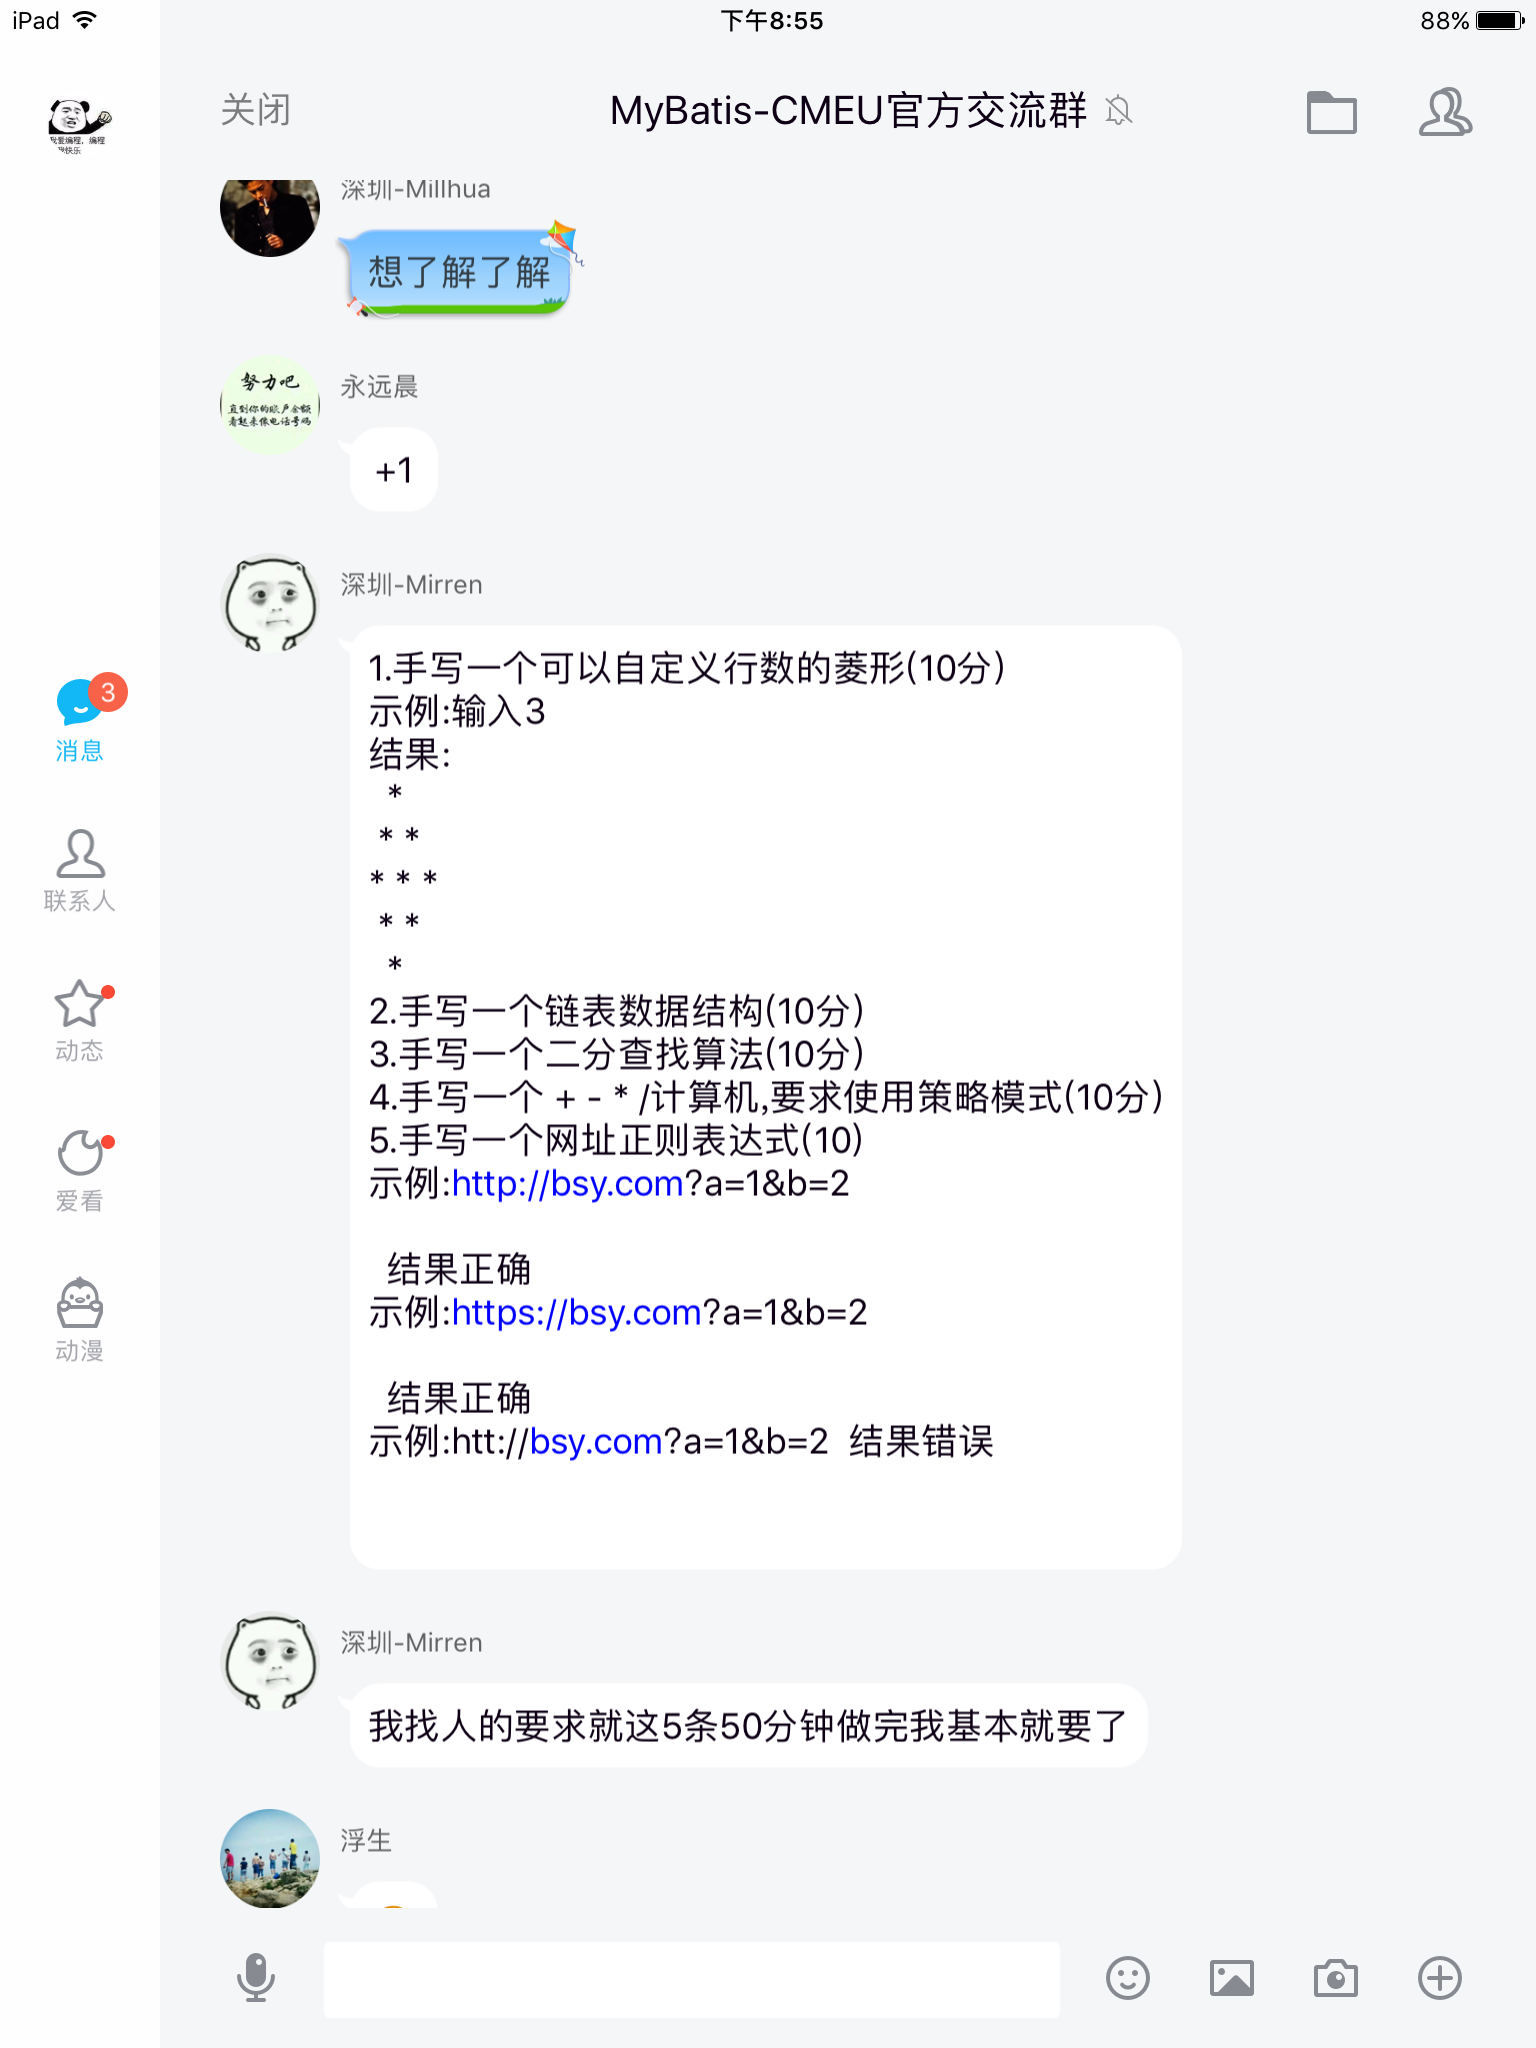 iPad
下午8:55
88%
关闭
MyBatis-CMEU官方交流群
我爱编程，编程
快乐
深圳-Millhua
想了解了解
努力吧
直到你的账户余额
看起来像电话号码
永远晨
+1
深圳-Mirren
1.手写一个可以自定义行数的菱形(10分)
示例:输入3
结果:
*
* *
* * *
* *
*
2.手写一个链表数据结构(10分)
3.手写一个二分查找算法(10分)
4.手写一个 + - * /计算机,要求使用策略模式(10分)
5.手写一个网址正则表达式(10)
示例:http://bsy.com?a=1&b=2
结果正确
示例:https://bsy.com?a=1&b=2
结果正确
示例:htt://bsy.com?a=1&b=2  结果错误
深圳-Mirren
我找人的要求就这5条50分钟做完我基本就要了
浮生
3
消息
联系人
动态
爱看
动漫